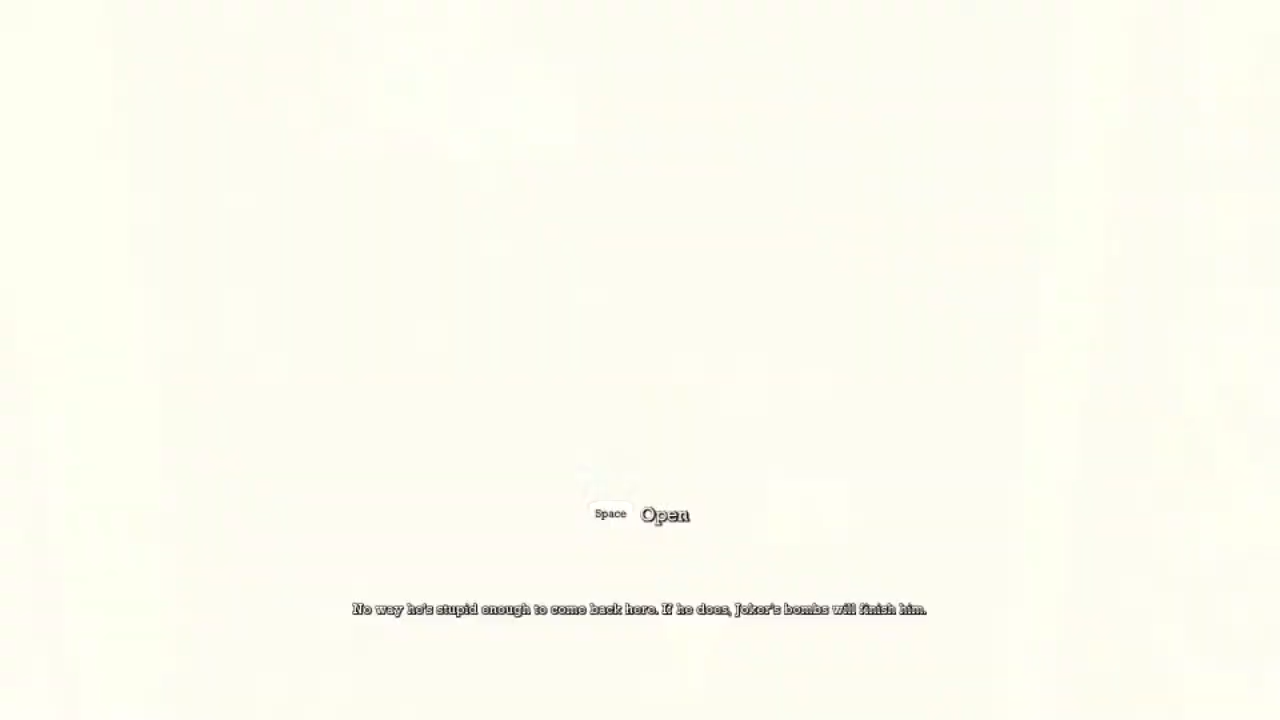 Space Open
No way he's stupid enough to come back here. If he does, Joker's bombs will finish him.